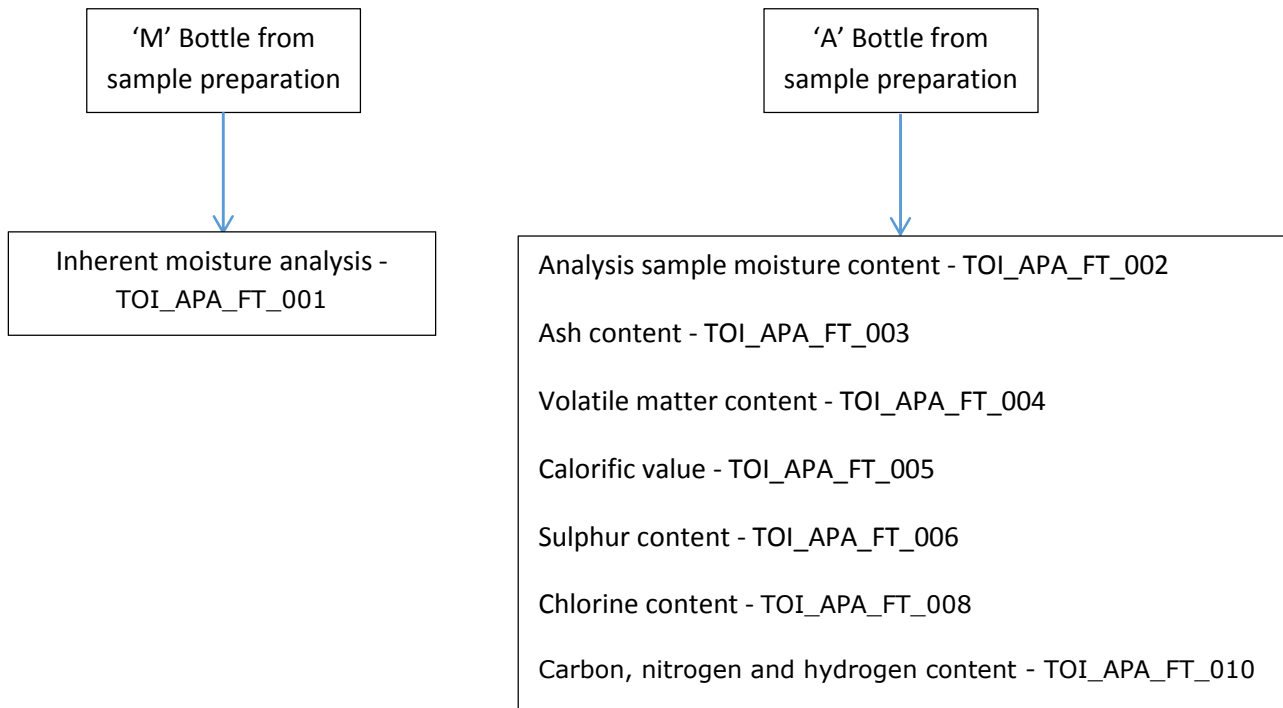 ‘M’ Bottle from
sample preparation
‘A’ Bottle from
sample preparation
Inherent moisture analysis -
TOI_APA_FT_001
Analysis sample moisture content - TOI_APA_FT_002
Ash content - TOI_APA_FT_003
Volatile matter content - TOI_APA_FT_004
Calorific value - TOI_APA_FT_005
Sulphur content - TOI_APA_FT_006
Chlorine content - TOI_APA_FT_008
Carbon, nitrogen and hydrogen content - TOI_APA_FT_010